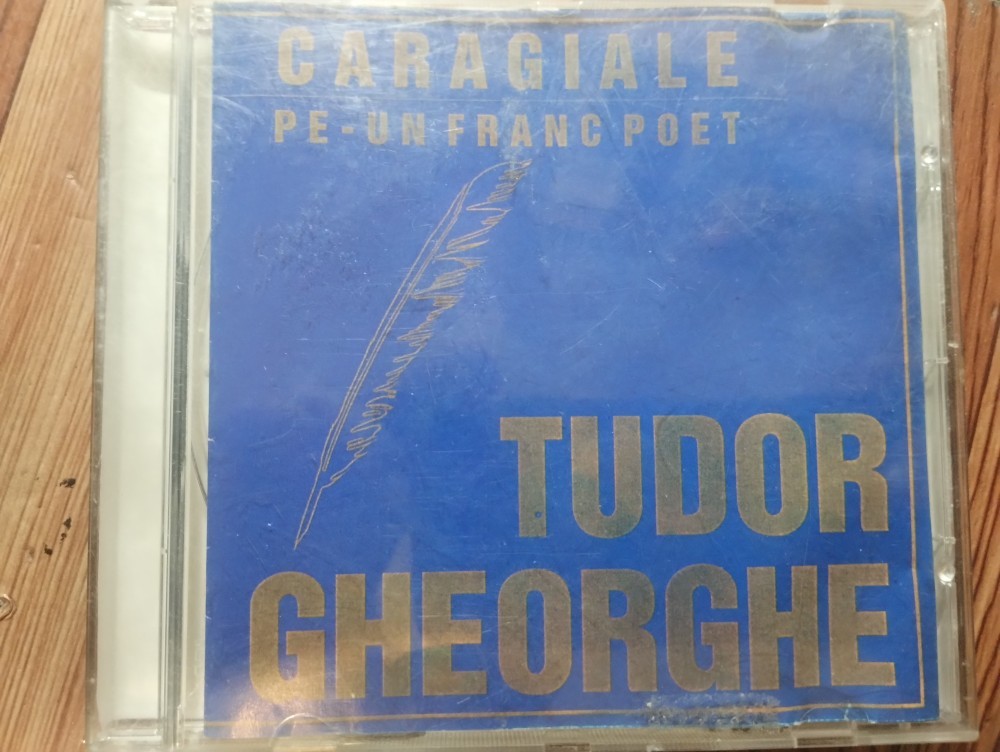 CARAGIALE
PE-UN FRANC POET
TUDOR
GHEORGHE